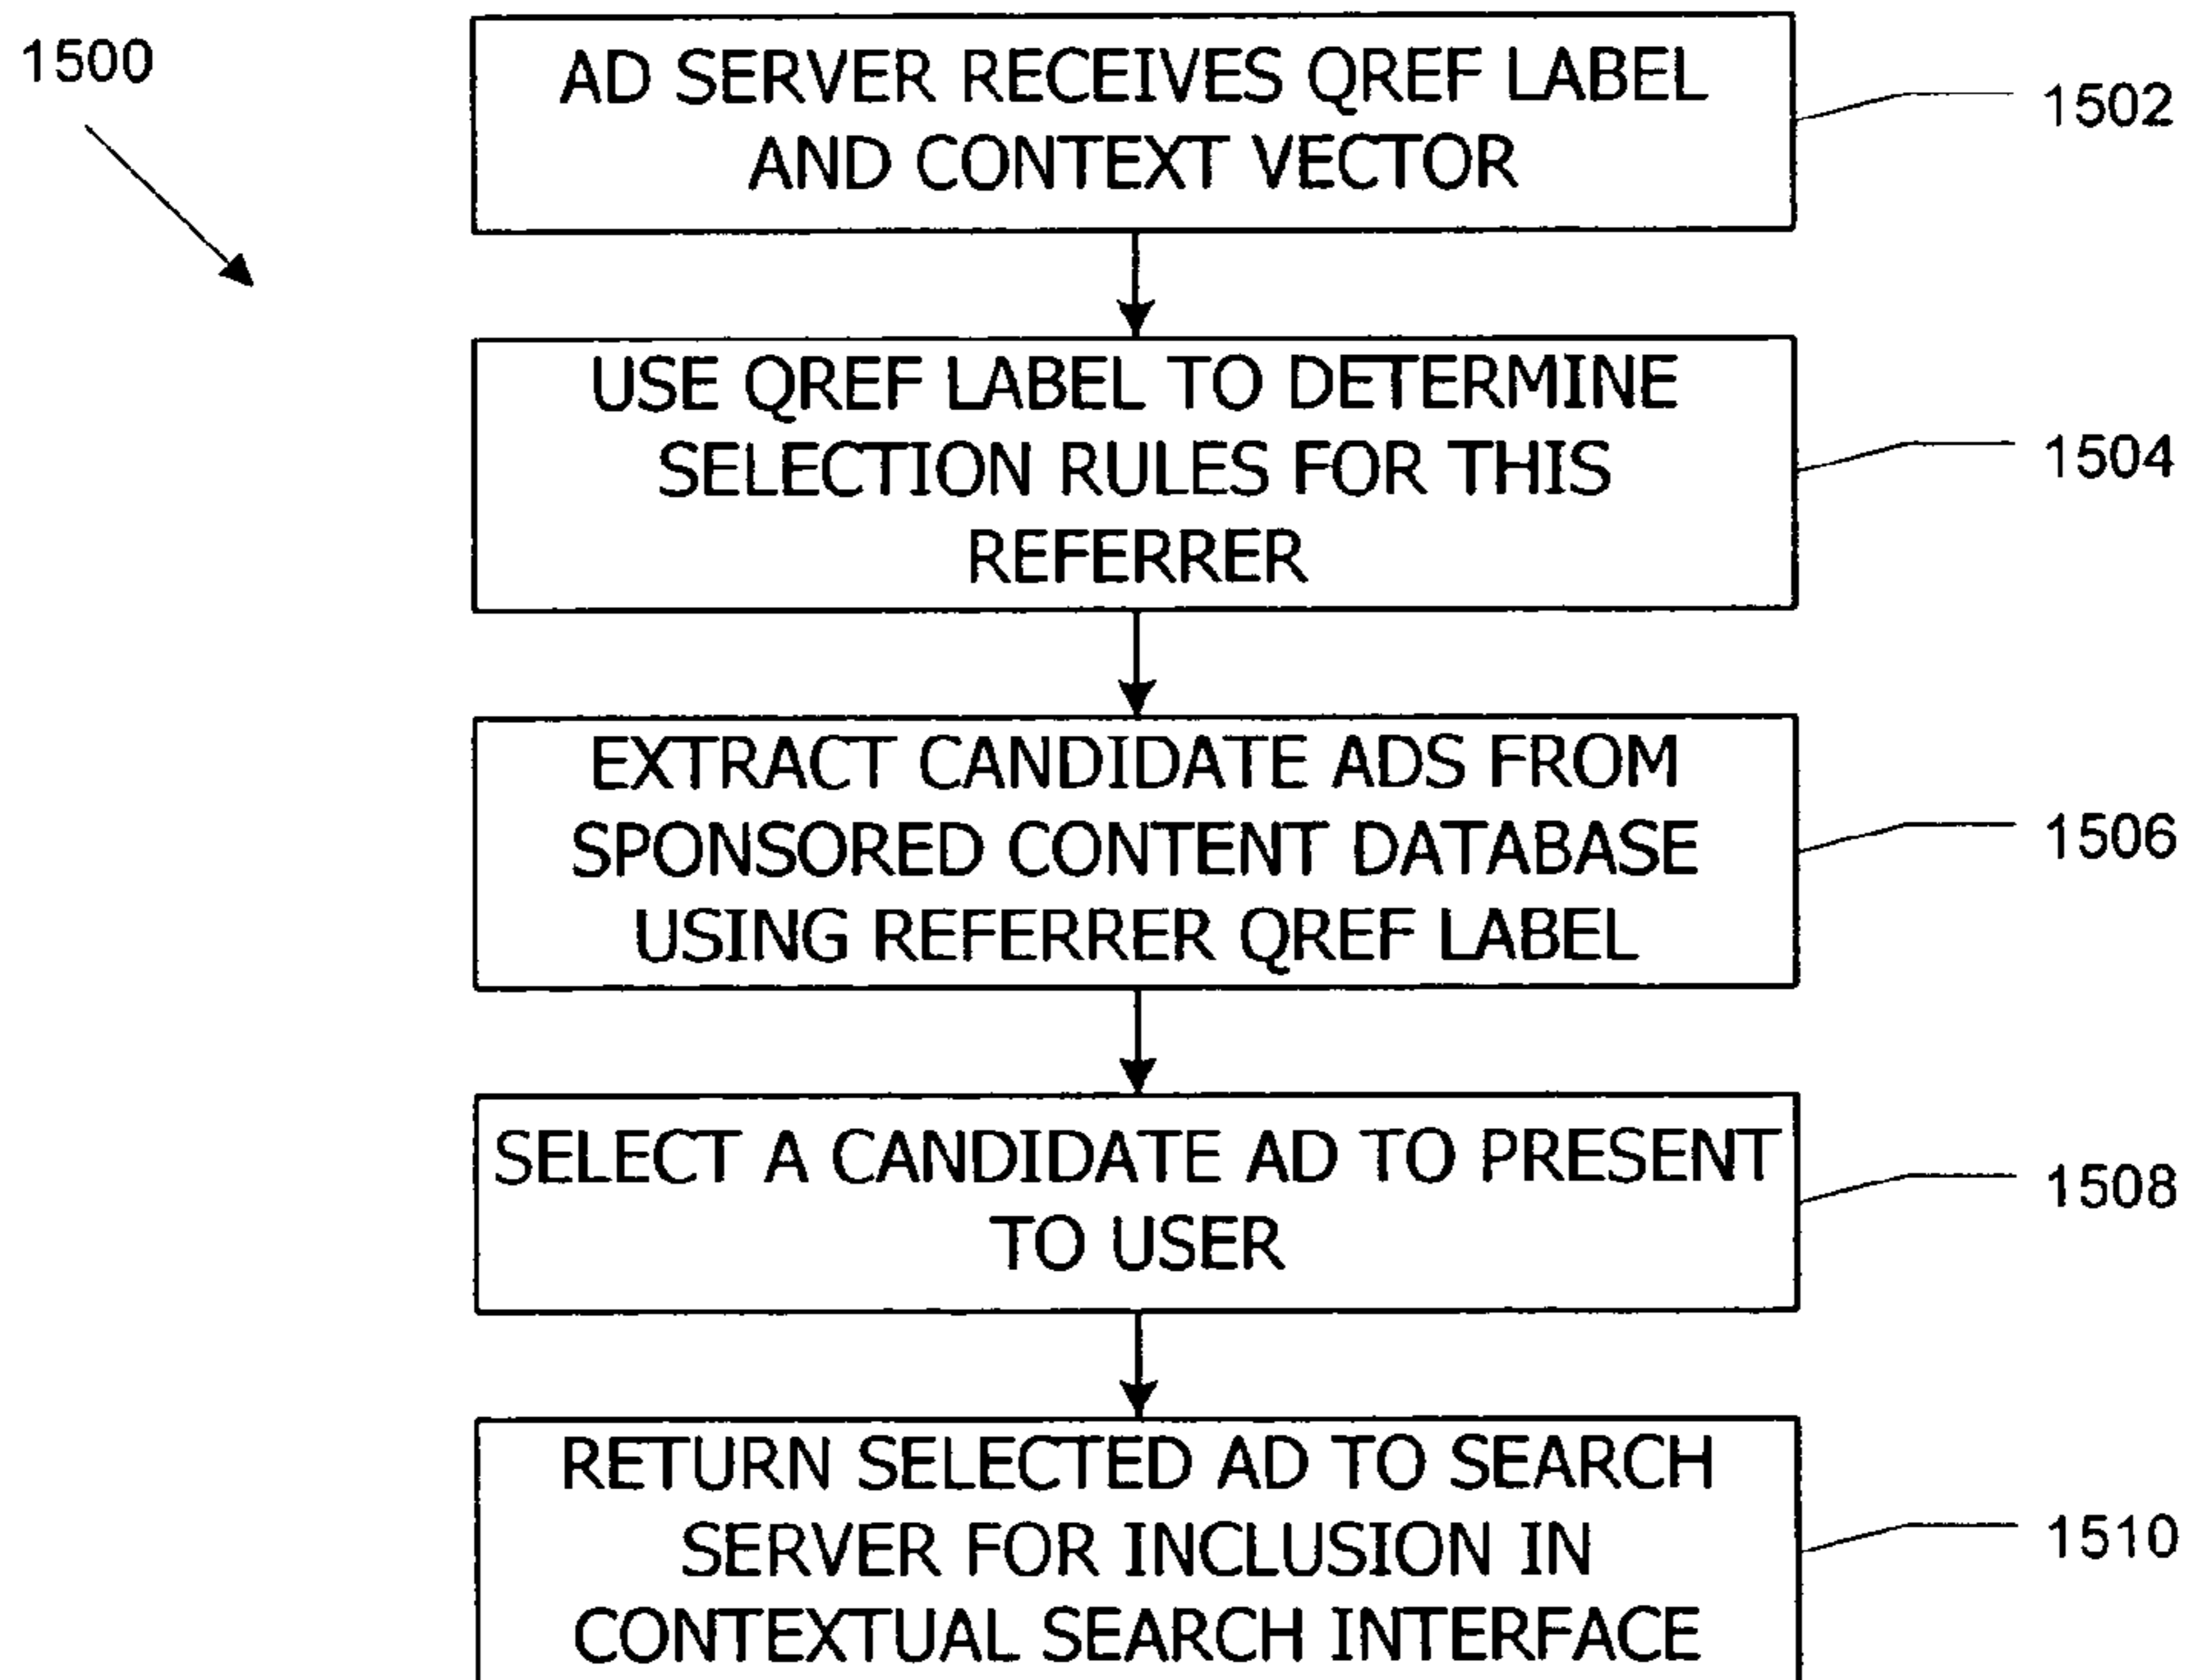 1500
AD SERVER RECEIVES QREF LABEL
AND CONTEXT VECTOR
1502
USE QREF LABEL TO DETERMINE
SELECTION RULES FOR THIS
REFERRER
1504
EXTRACT CANDIDATE ADS FROM
SPONSORED CONTENT DATABASE
USING REFERRER QREF LABEL
1506
SELECT A CANDIDATE AD TO PRESENT
TO USER
1508
RETURN SELECTED AD TO SEARCH
SERVER FOR INCLUSION IN
CONTEXTUAL SEARCH INTERFACE
1510